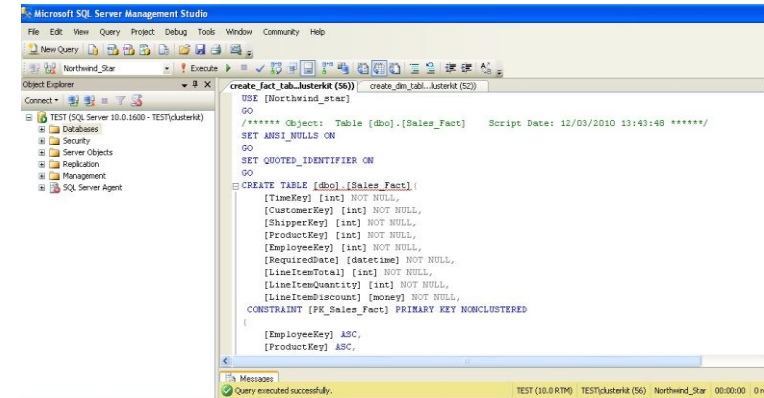 Microsoft SQL Server Management Studio
File Edit View Query Project Debug Tools Window Community Help
New Query
Northwind_Star Execute
Object Explorer
Connect
TEST (SQL Server 10.0.1600 - TEST\clusterkit)
Databases
Security
Server Objects
Replication
Management
SQL Server Agent
create_fact_tab...lusterkit (56)) create_dim_tabl...lusterkit (52))
USE [Northwind_star]
GO
/****** Object: Table [dbo].[Sales_Fact] Script Date: 12/03/2010 13:43:48 ******/
SET ANSI_NULLS ON
GO
SET QUOTED_IDENTIFIER ON
GO
CREATE TABLE [dbo].[Sales_Fact](
[TimeKey] [int] NOT NULL,
[CustomerKey] [int] NOT NULL,
[ShipperKey] [int] NOT NULL,
[ProductKey] [int] NOT NULL,
[EmployeeKey] [int] NOT NULL,
[RequiredDate] [datetime] NOT NULL,
[LineItemTotal] [int] NOT NULL,
[LineItemQuantity] [int] NOT NULL,
[LineItemDiscount] [money] NOT NULL,
CONSTRAINT [PK_Sales_Fact] PRIMARY KEY NONCLUSTERED
(
[EmployeeKey] ASC,
[ProductKey] ASC,
Messages
Query executed successfully. TEST (10.0 RTM) TEST\clusterkit (56) Northwind_Star 00:00:00 0 r